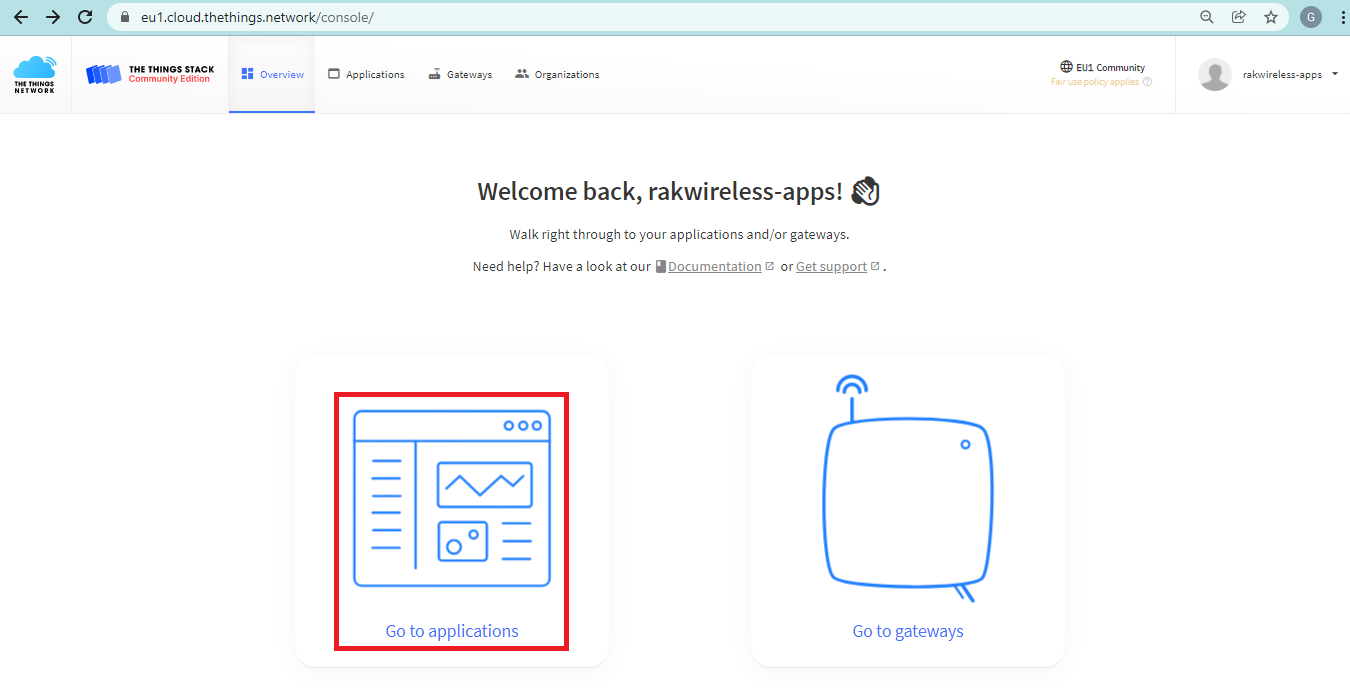 eu1.cloud.thethings.network/console/
G
THE THINGS NETWORK
THE THINGS STACK
Community Edition
Overview
Applications
Gateways
Organizations
EU1 Community
Fair use policy applies ?
rakwireless-apps
Welcome back, rakwireless-apps!
Walk right through to your applications and/or gateways.
Need help? Have a look at our Documentation or Get support .
Go to applications
Go to gateways